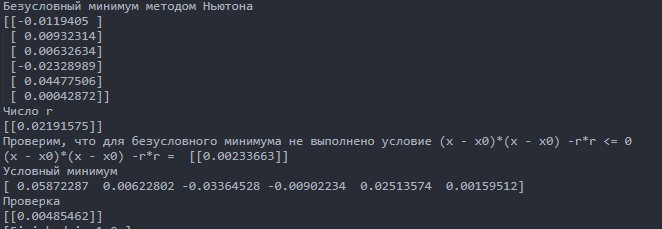 Безусловный минимум методом Ньютона
[[-0.0119405 ]
[ 0.00932314]
[ 0.00632634]
[-0.02328989]
[ 0.04477506]
[ 0.00042872]]
Число r
[[0.02191575]]
Проверим, что для безусловного минимума не выполнено условие (x - x0)*(x - x0) -r*r <= 0
(x - x0)*(x - x0) -r*r =  [[0.00233663]]
Условный минимум
[ 0.05872287  0.00622802 -0.03364528 -0.00902234  0.02513574  0.00159512]
Проверка
[[0.00485462]]